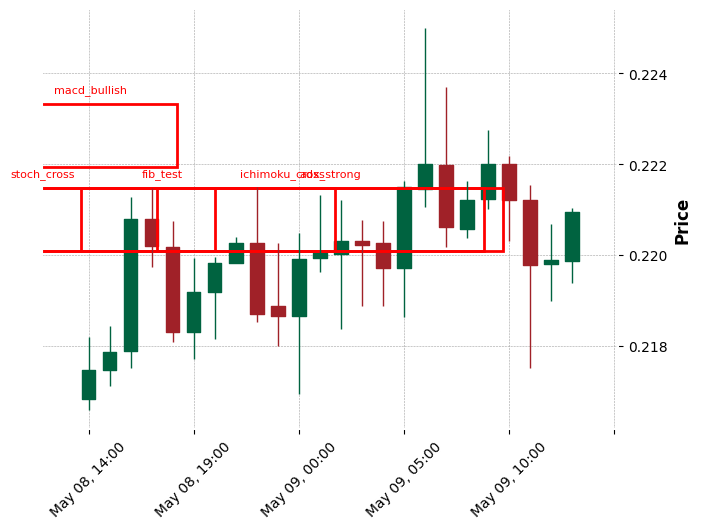 macd_bullish
stoch_cross
fib_test
ichimoku_cross
adx_strong
0.224
0.222
0.220
0.218
Price
May 08, 14:00
May 08, 19:00
May 09, 00:00
May 09, 05:00
May 09, 10:00